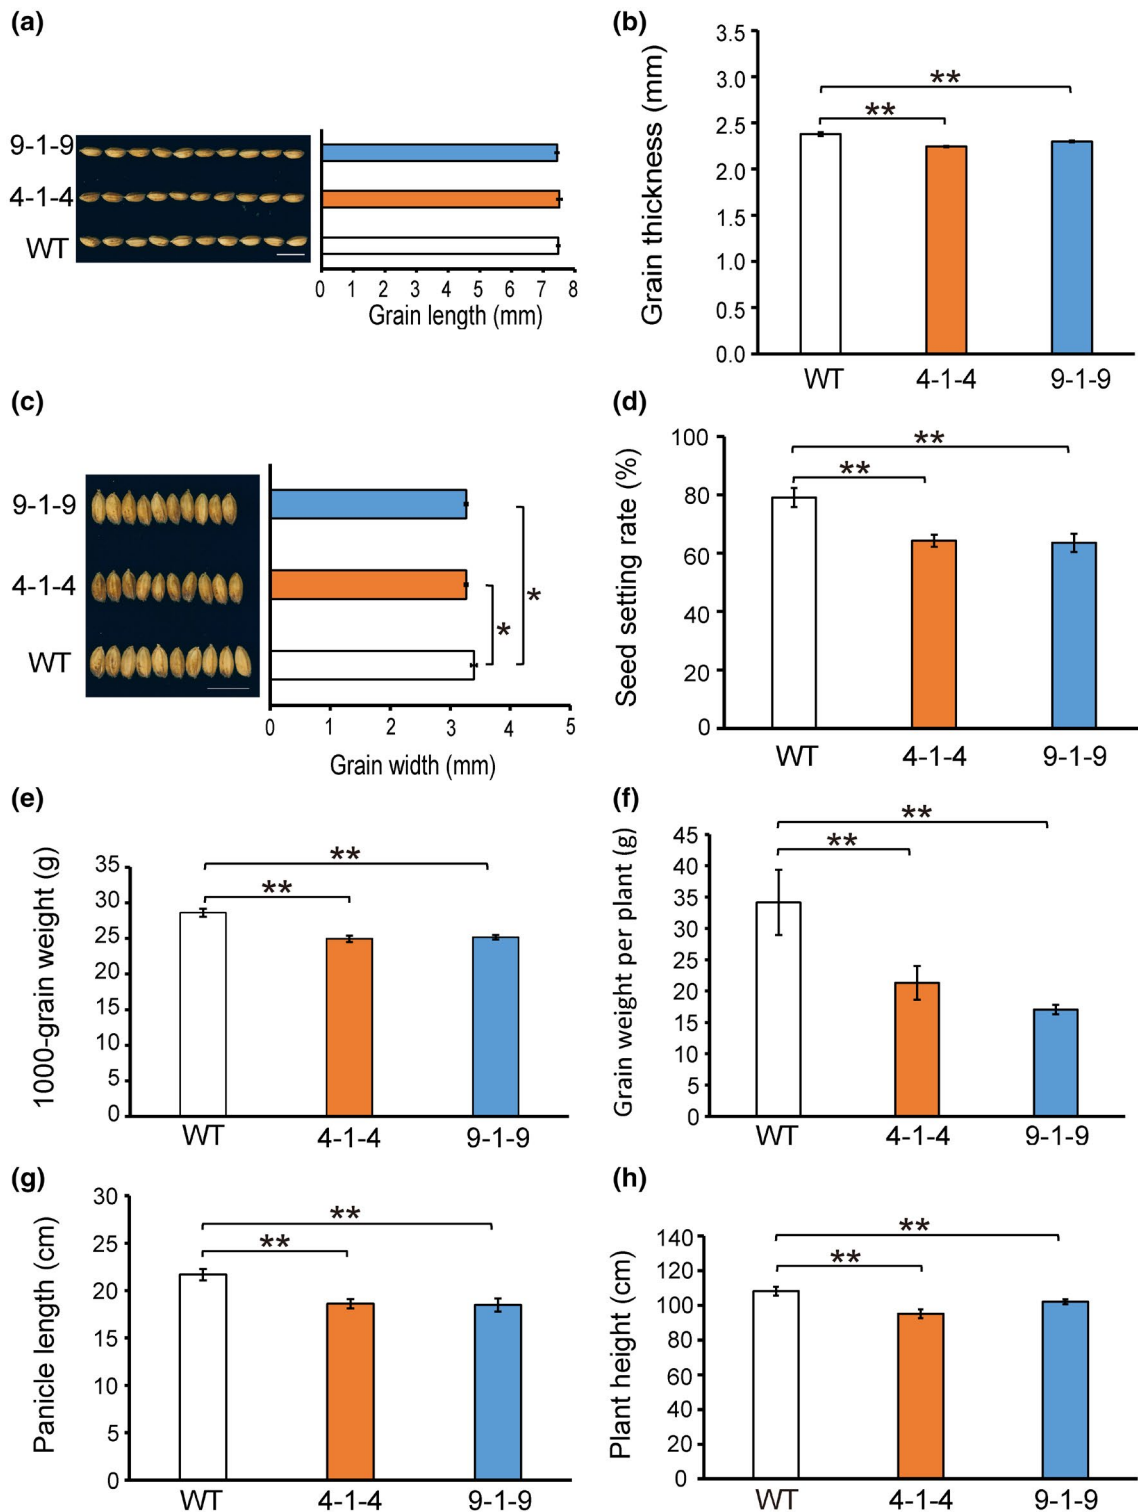 (a)
9-1-9
4-1-4
WT
0 1 2 3 4 5 6 7 8
Grain length (mm)
(b)
Grain thickness (mm)
3.5
3.0
2.5
2.0
2.5
1.0
0.5
0.0
**
**
WT 4-1-4 9-1-9
(c)
9-1-9
4-1-4
WT
*
*
0 1 2 3 4 5
Grain width (mm)
(d)
Seed setting rate (%)
100
80
60
40
20
0
**
**
WT 4-1-4 9-1-9
(e)
1000-grain weight (g)
35
30
25
20
15
10
5
0
**
**
WT 4-1-4 9-1-9
(f)
Grain weight per plant (g)
45
40
35
30
25
20
15
10
5
0
**
**
WT 4-1-4 9-1-9
(g)
Panicle length (cm)
30
25
20
15
10
5
0
**
**
WT 4-1-4 9-1-9
(h)
Plant height (cm)
140
120
100
80
60
40
20
0
**
**
WT 4-1-4 9-1-9